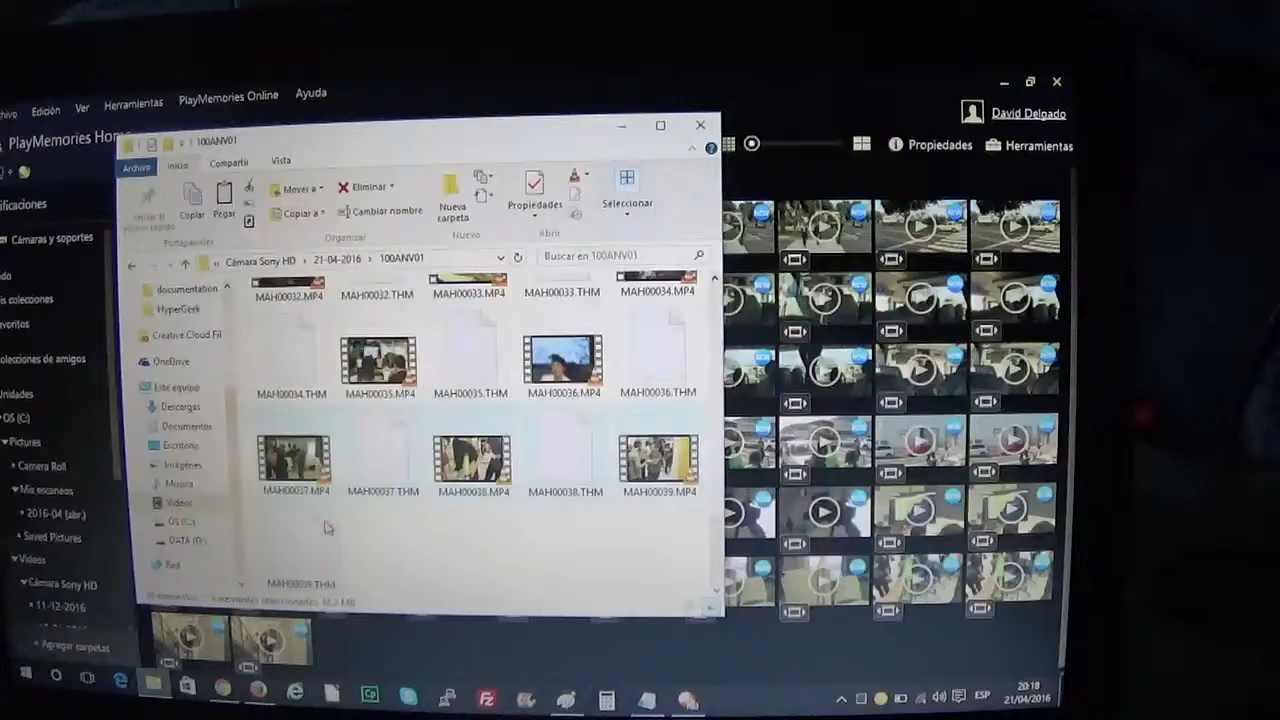 Edición Ver Herramientas PlayMemories Online Ayuda
David Delgado
PlayMemories Home
Propiedades Herramientas
100ANV01
Archivo Inicio Compartir Vista
Copiar Pegar
Mover a
Copiar a
Eliminar
Cambiar nombre
Nueva carpeta
Propiedades
Seleccionar
Portapapeles Organizar Nuevo Abrir
Cámara Sony HD 21-04-2016 100ANV01
Buscar en 100ANV01
documentation
HyperGeek
Creative Cloud Fil
OneDrive
Este equipo
Descargas
Documentos
Escritorio
Imágenes
Música
Vídeos
OS (C:)
DATA (D:)
Red
MAH00032.MP4 MAH00032.THM MAH00033.MP4 MAH00033.THM MAH00034.MP4
MAH00034.THM MAH00035.MP4 MAH00035.THM MAH00036.MP4 MAH00036.THM
MAH00037.MP4 MAH00037.THM MAH00038.MP4 MAH00038.THM MAH00039.MP4
MAH00039.THM
Cámaras y soportes
OS (C:)
Pictures
Camera Roll
Mis escaneos
2016-04 (abr.)
Saved Pictures
Videos
Cámara Sony HD
11-12-2016
Agregar carpetas
ESP
20:18
21/04/2016